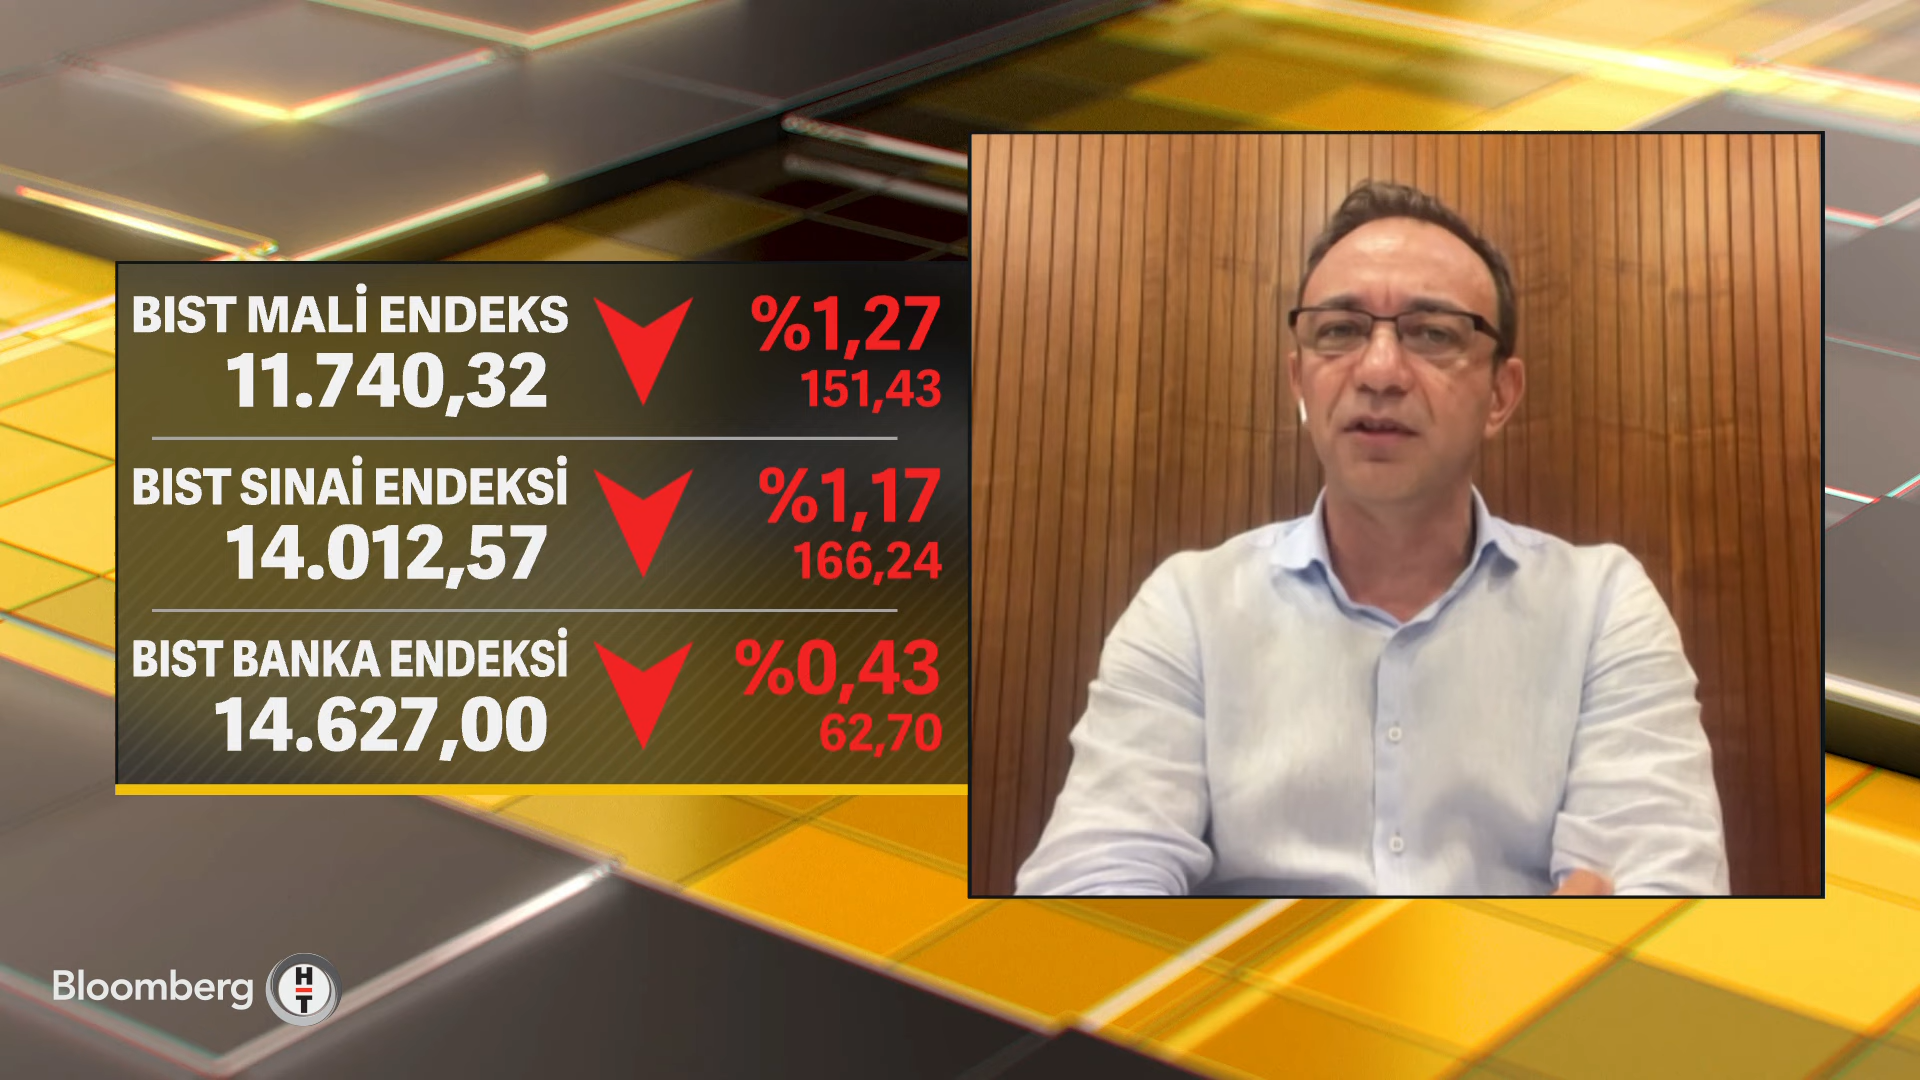 BIST MALİ ENDEKS
11.740,32
%1,27
151,43
BIST SINAİ ENDEKSİ
14.012,57
%1,17
166,24
BIST BANKA ENDEKSİ
14.627,00
%0,43
62,70
Bloomberg HT